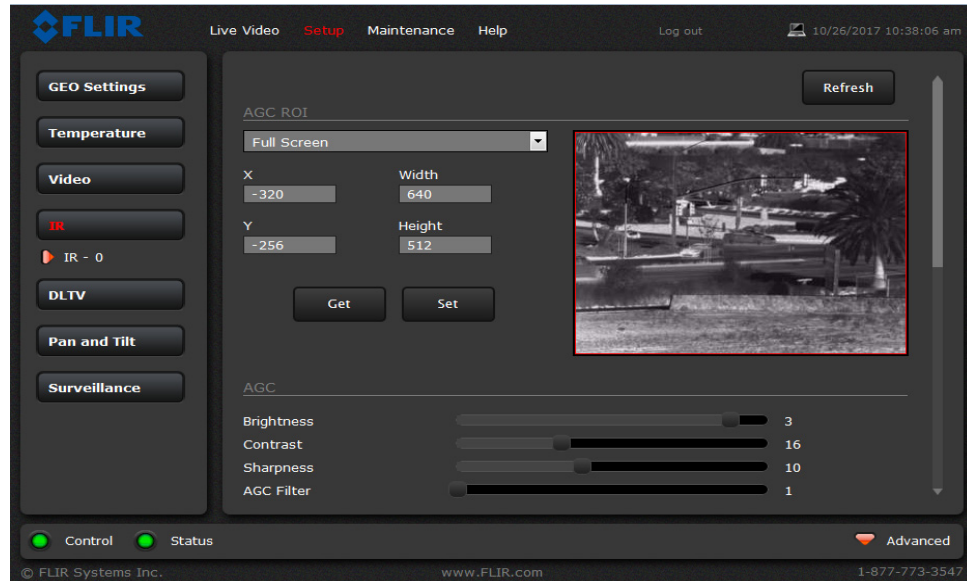 FLIR
Live Video Setup Maintenance Help Log out 10/26/2017 10:38:06 am
GEO Settings
Temperature
Video
IR
IR - 0
DLTV
Pan and Tilt
Surveillance
Refresh
AGC ROI
Full Screen
X Width
-320 640
Y Height
-256 512
Get Set
AGC
Brightness 3
Contrast 16
Sharpness 10
AGC Filter 1
Control Status Advanced
© FLIR Systems Inc. www.FLIR.com 1-877-773-3547